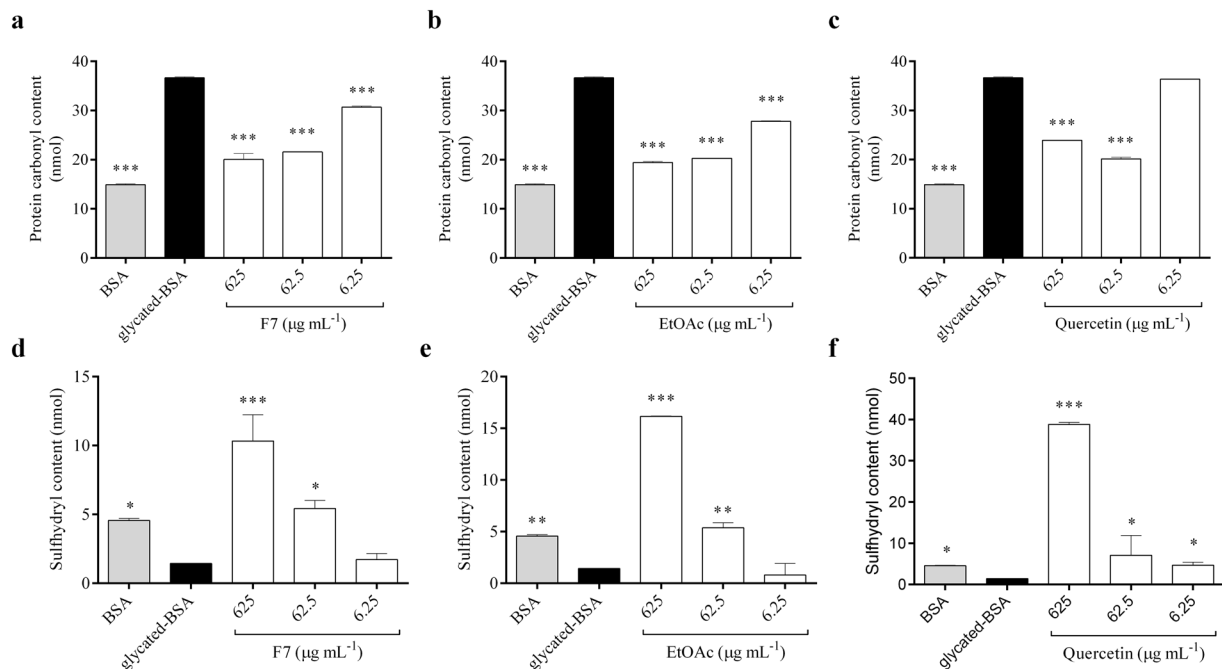 a
Protein carbonyl content
(nmol)
40
30
20
10
0
***
***
***
***
BSA
glycated-BSA
625
62.5
6.25
F7 (µg mL⁻¹)
b
Protein carbonyl content
(nmol)
40
30
20
10
0
***
***
***
***
BSA
glycated-BSA
625
62.5
6.25
EtOAc (µg mL⁻¹)
c
Protein carbonyl content
(nmol)
40
30
20
10
0
***
***
***
BSA
glycated-BSA
625
62.5
6.25
Quercetin (µg mL⁻¹)
d
Sulfhydryl content (nmol)
15
10
5
0
*
***
*
BSA
glycated-BSA
625
62.5
6.25
F7 (µg mL⁻¹)
e
Sulfhydryl content (nmol)
20
15
10
5
0
**
***
**
BSA
glycated-BSA
625
62.5
6.25
EtOAc (µg mL⁻¹)
f
Sulfhydryl content (nmol)
50
40
30
20
10
0
*
***
*
*
BSA
glycated-BSA
625
62.5
6.25
Quercetin (µg mL⁻¹)